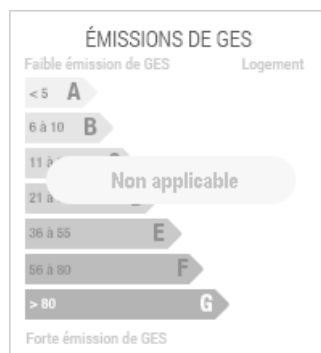 ÉMISSIONS DE GES
Faible émission de GES Logement
< 5 A
6 à 10 B
11 à
Non applicable
21 à
36 à 55 E
56 à 80 F
> 80 G
Forte émission de GES